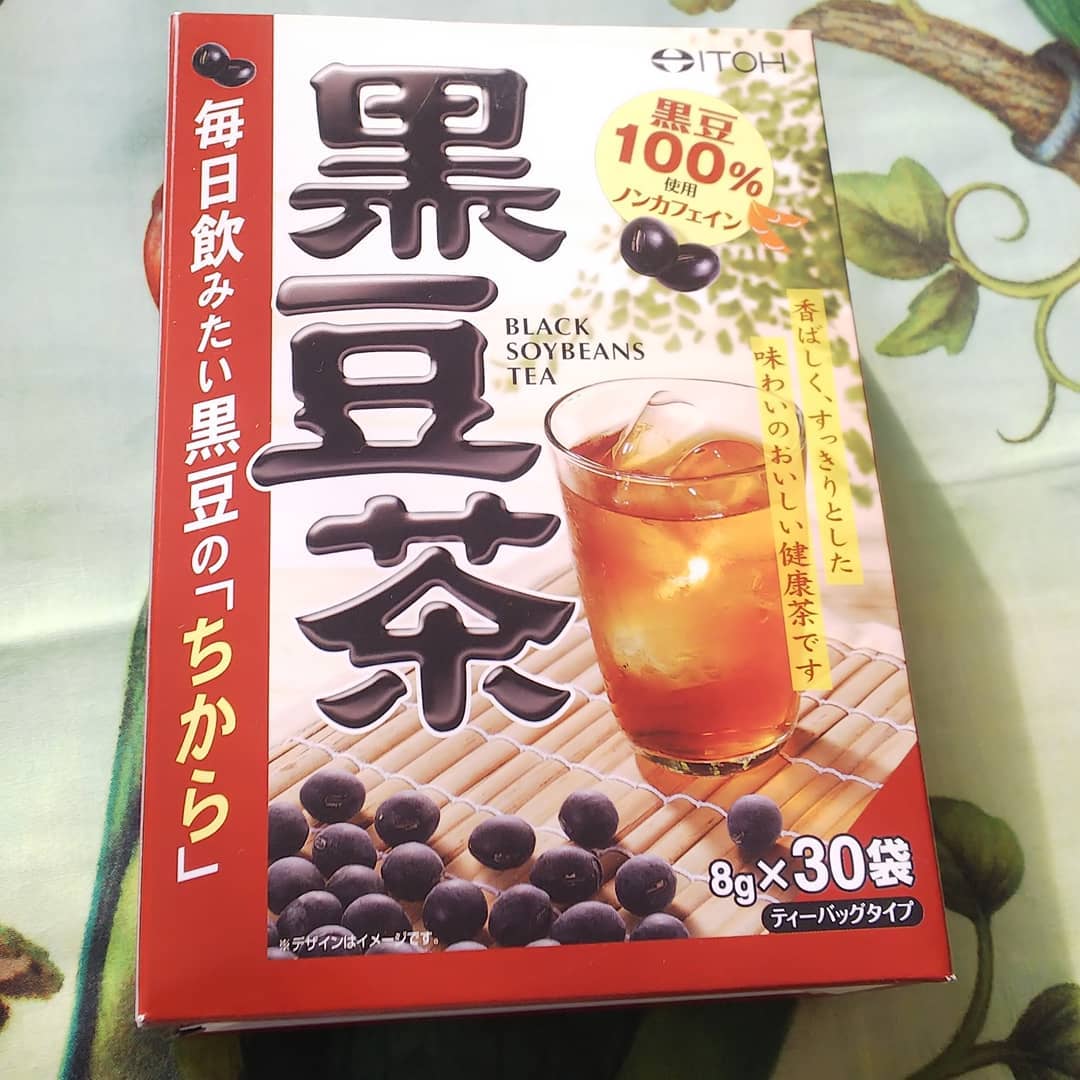 ITOH
黒豆
100%
使用
ノンカフェイン
黒豆茶
BLACK
SOYBEANS
TEA
毎日飲みたい黒豆の「ちから」
香ばしく、すっきりとした
味わいのおいしい健康茶です
8g×30袋
ティーバッグタイプ
※デザインはイメージです。